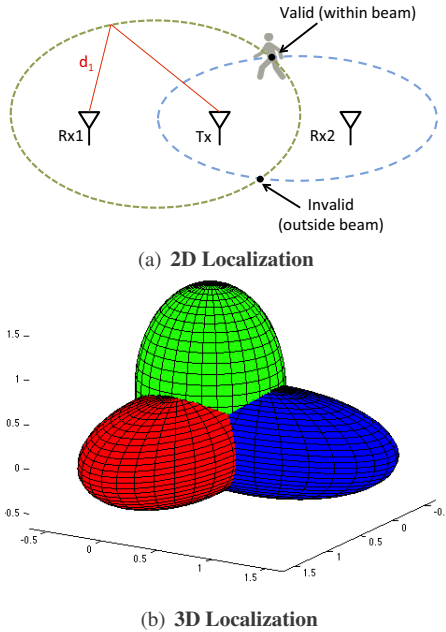 Valid (within beam)
d1
Rx1
Tx
Rx2
Invalid
(outside beam)
(a) 2D Localization
1.5
1
0.5
0
-0.5
-0.5
0
0.5
1
1.5
1.5
1
0.5
0
-0.
(b) 3D Localization